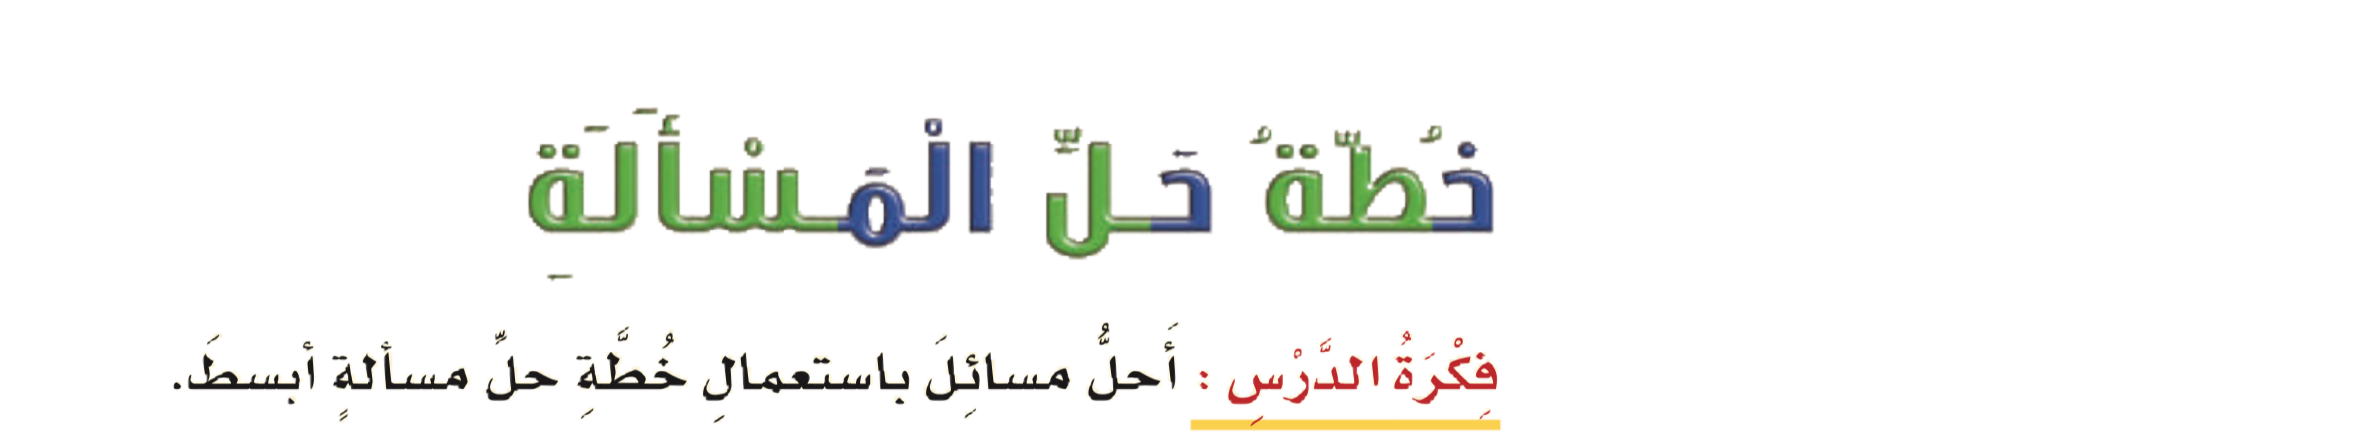 خُطّةُ حَلِّ الْمَسْأَلَةِ
فِكْرَةُ الدَّرْسِ : أَحلُّ مسائِلَ باستعمالِ خُطَّةِ حلِّ مسألةٍ أبسطَ.